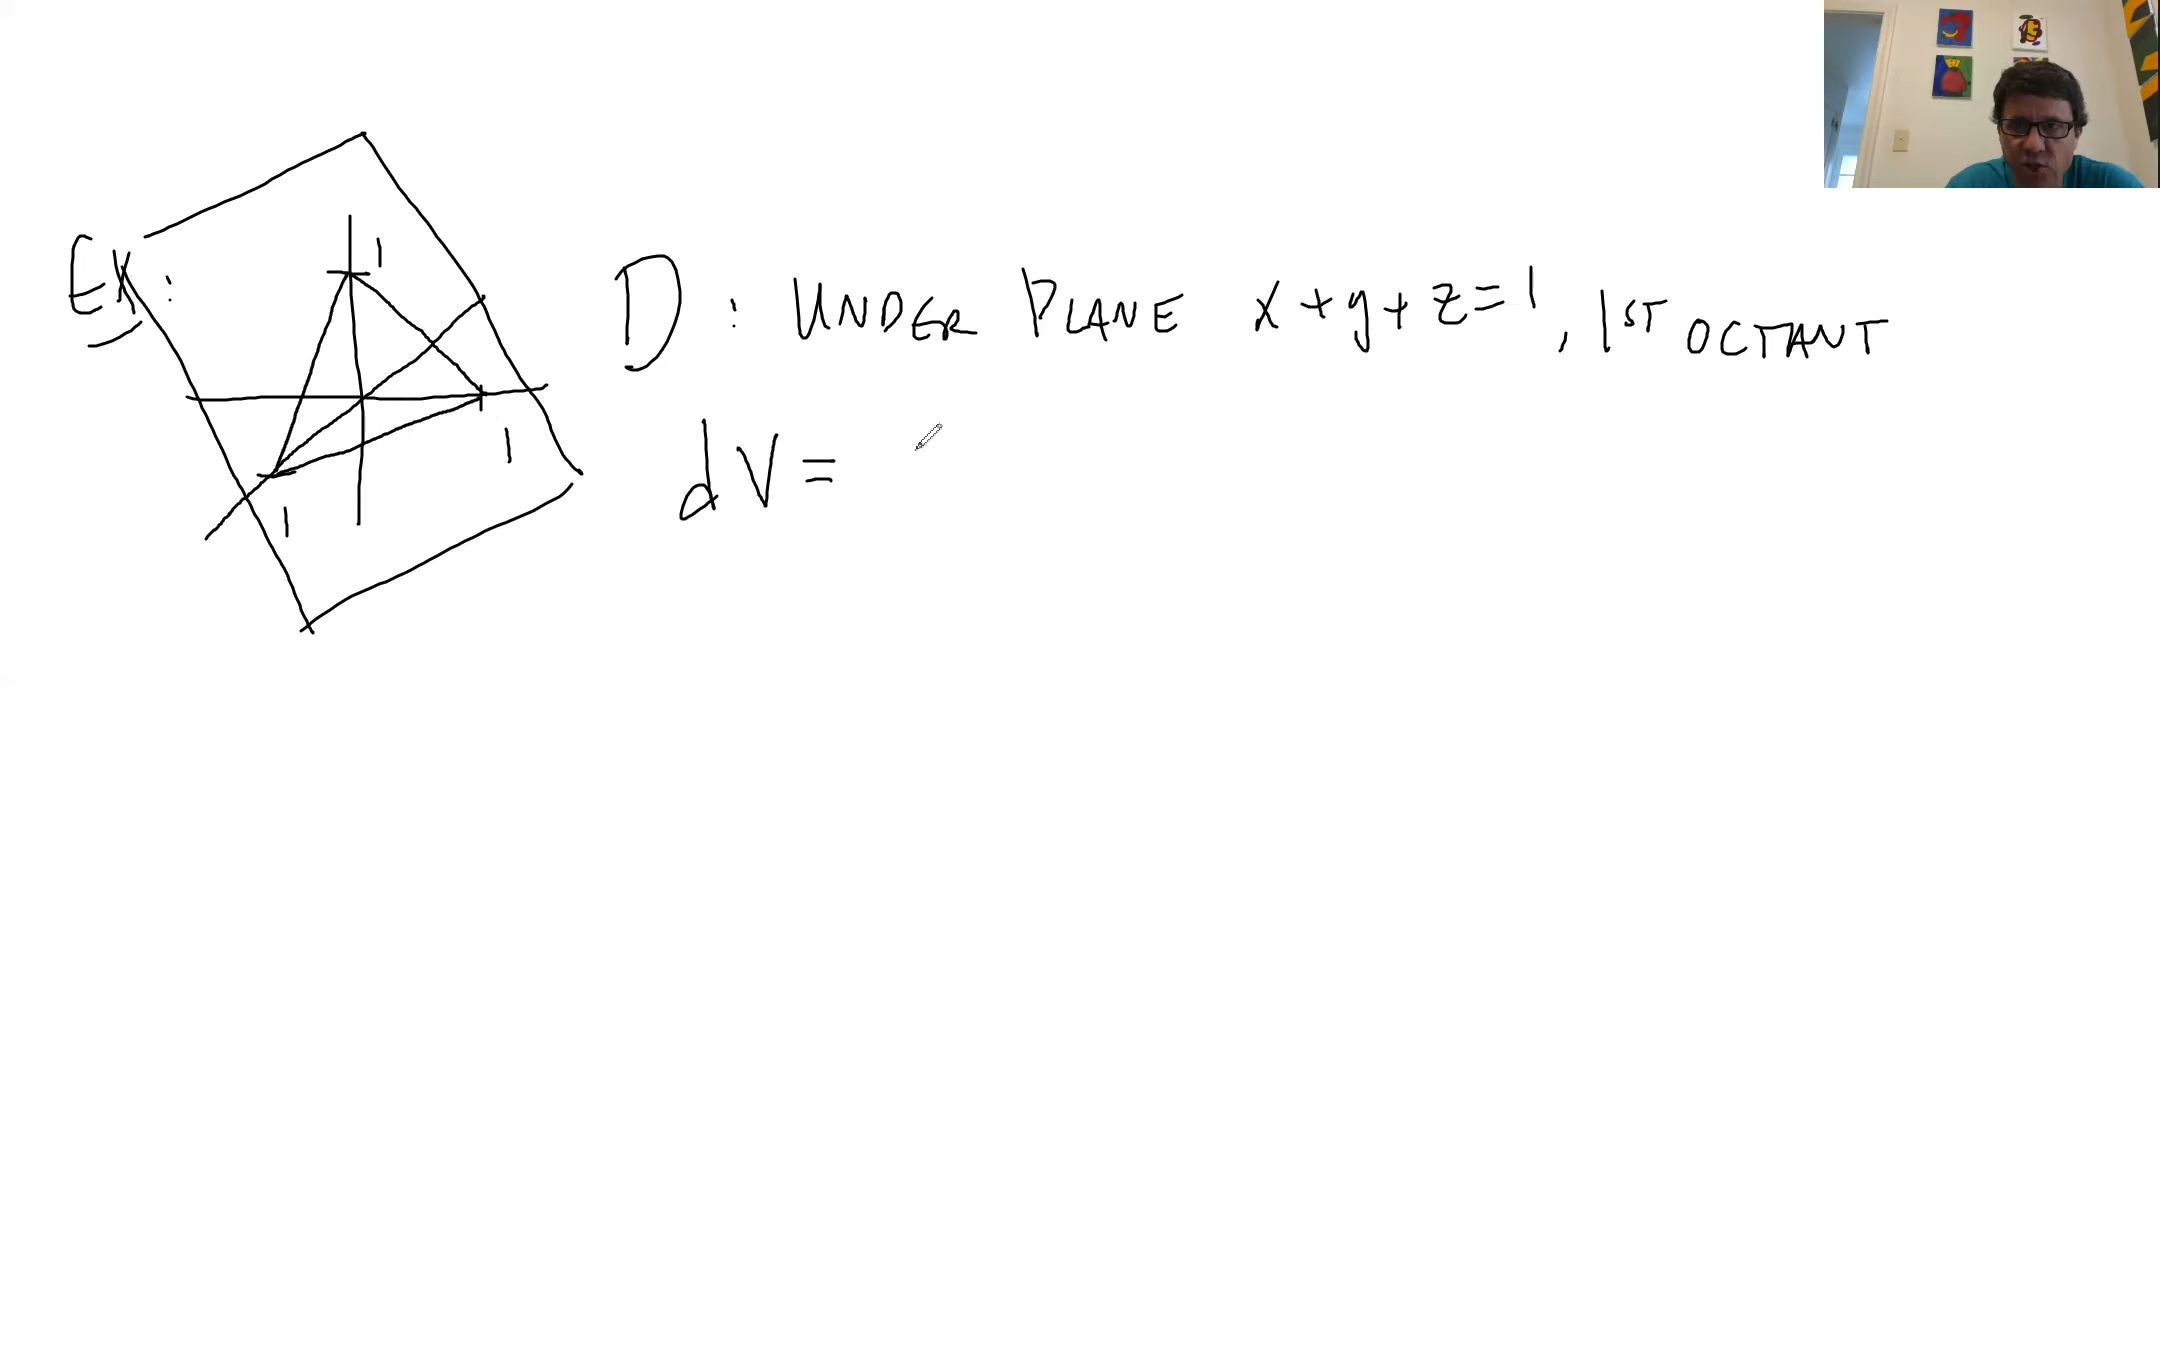 EX:
1
D: UNDER PLANE x+y+z=1, 1ST OCTANT
1
1
dV=